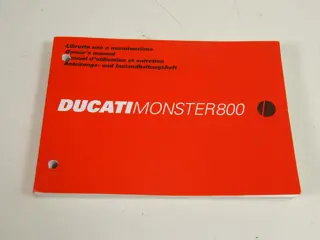 Libretto uso e manutenzione
Owner's manual
Manuel d'utilisation et entretien
Anleitungs- und Instandhaltungsheft
DUCATIMONSTER800